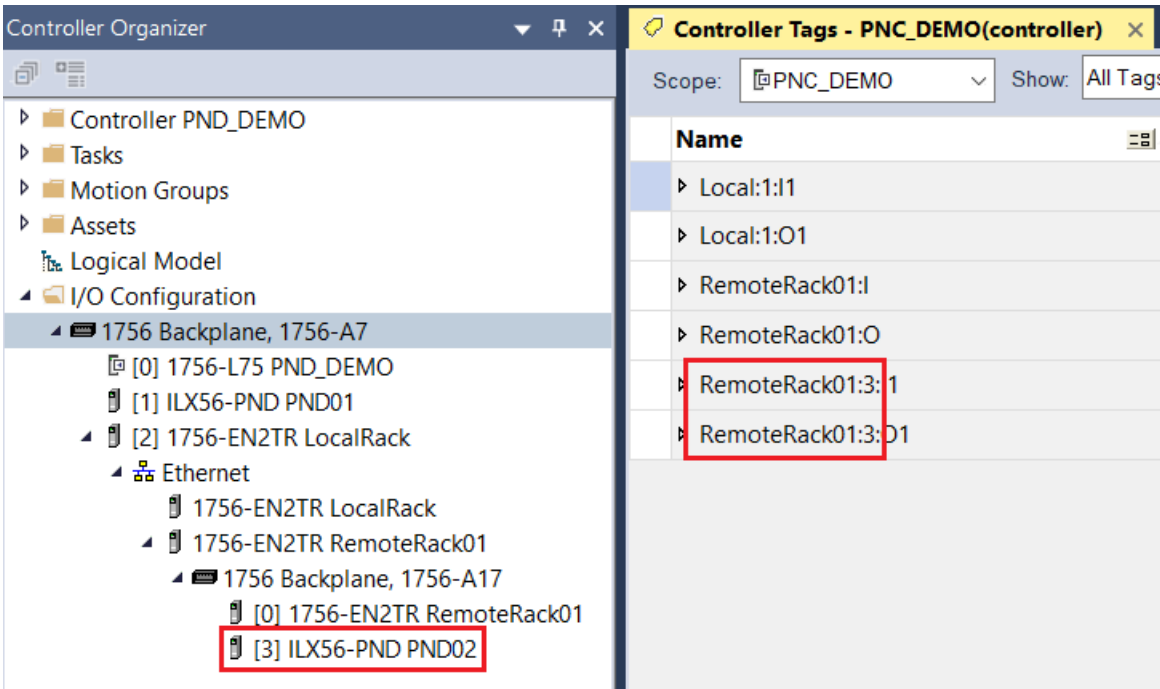 Controller Organizer
Controller PND_DEMO
Tasks
Motion Groups
Assets
Logical Model
I/O Configuration
1756 Backplane, 1756-A7
[0] 1756-L75 PND_DEMO
[1] ILX56-PND PND01
[2] 1756-EN2TR LocalRack
Ethernet
1756-EN2TR LocalRack
1756-EN2TR RemoteRack01
1756 Backplane, 1756-A17
[0] 1756-EN2TR RemoteRack01
[3] ILX56-PND PND02
Controller Tags - PNC_DEMO(controller)
Scope: PNC_DEMO Show: All Tags
Name
Local:1:I1
Local:1:O1
RemoteRack01:I
RemoteRack01:O
RemoteRack01:3:I1
RemoteRack01:3:O1